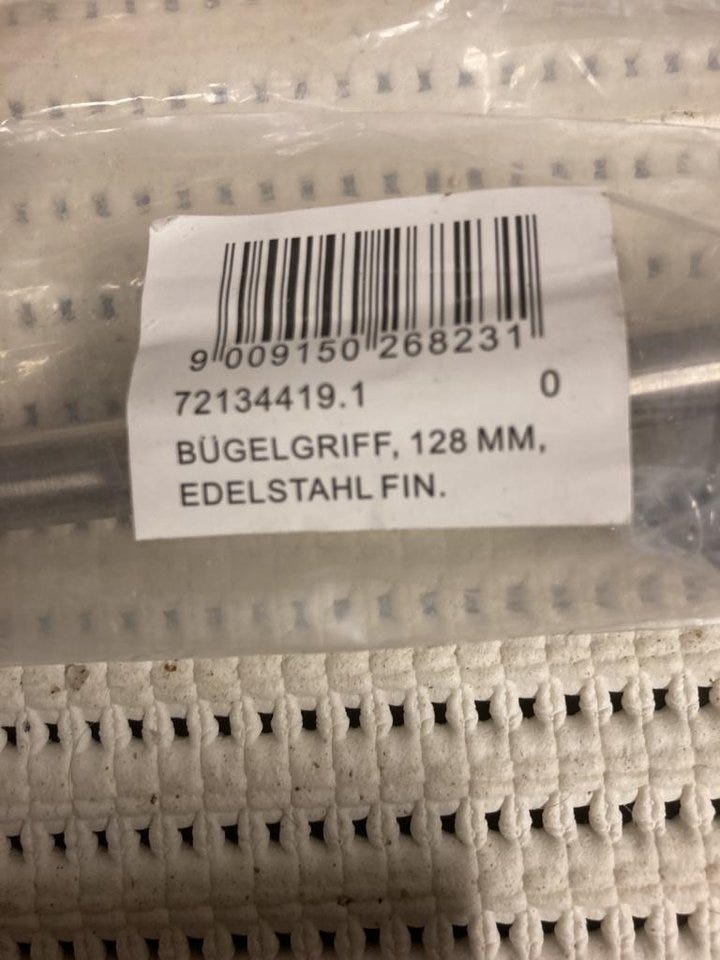 9 009150 268231
72134419.1 0
BÜGELGRIFF, 128 MM,
EDELSTAHL FIN.